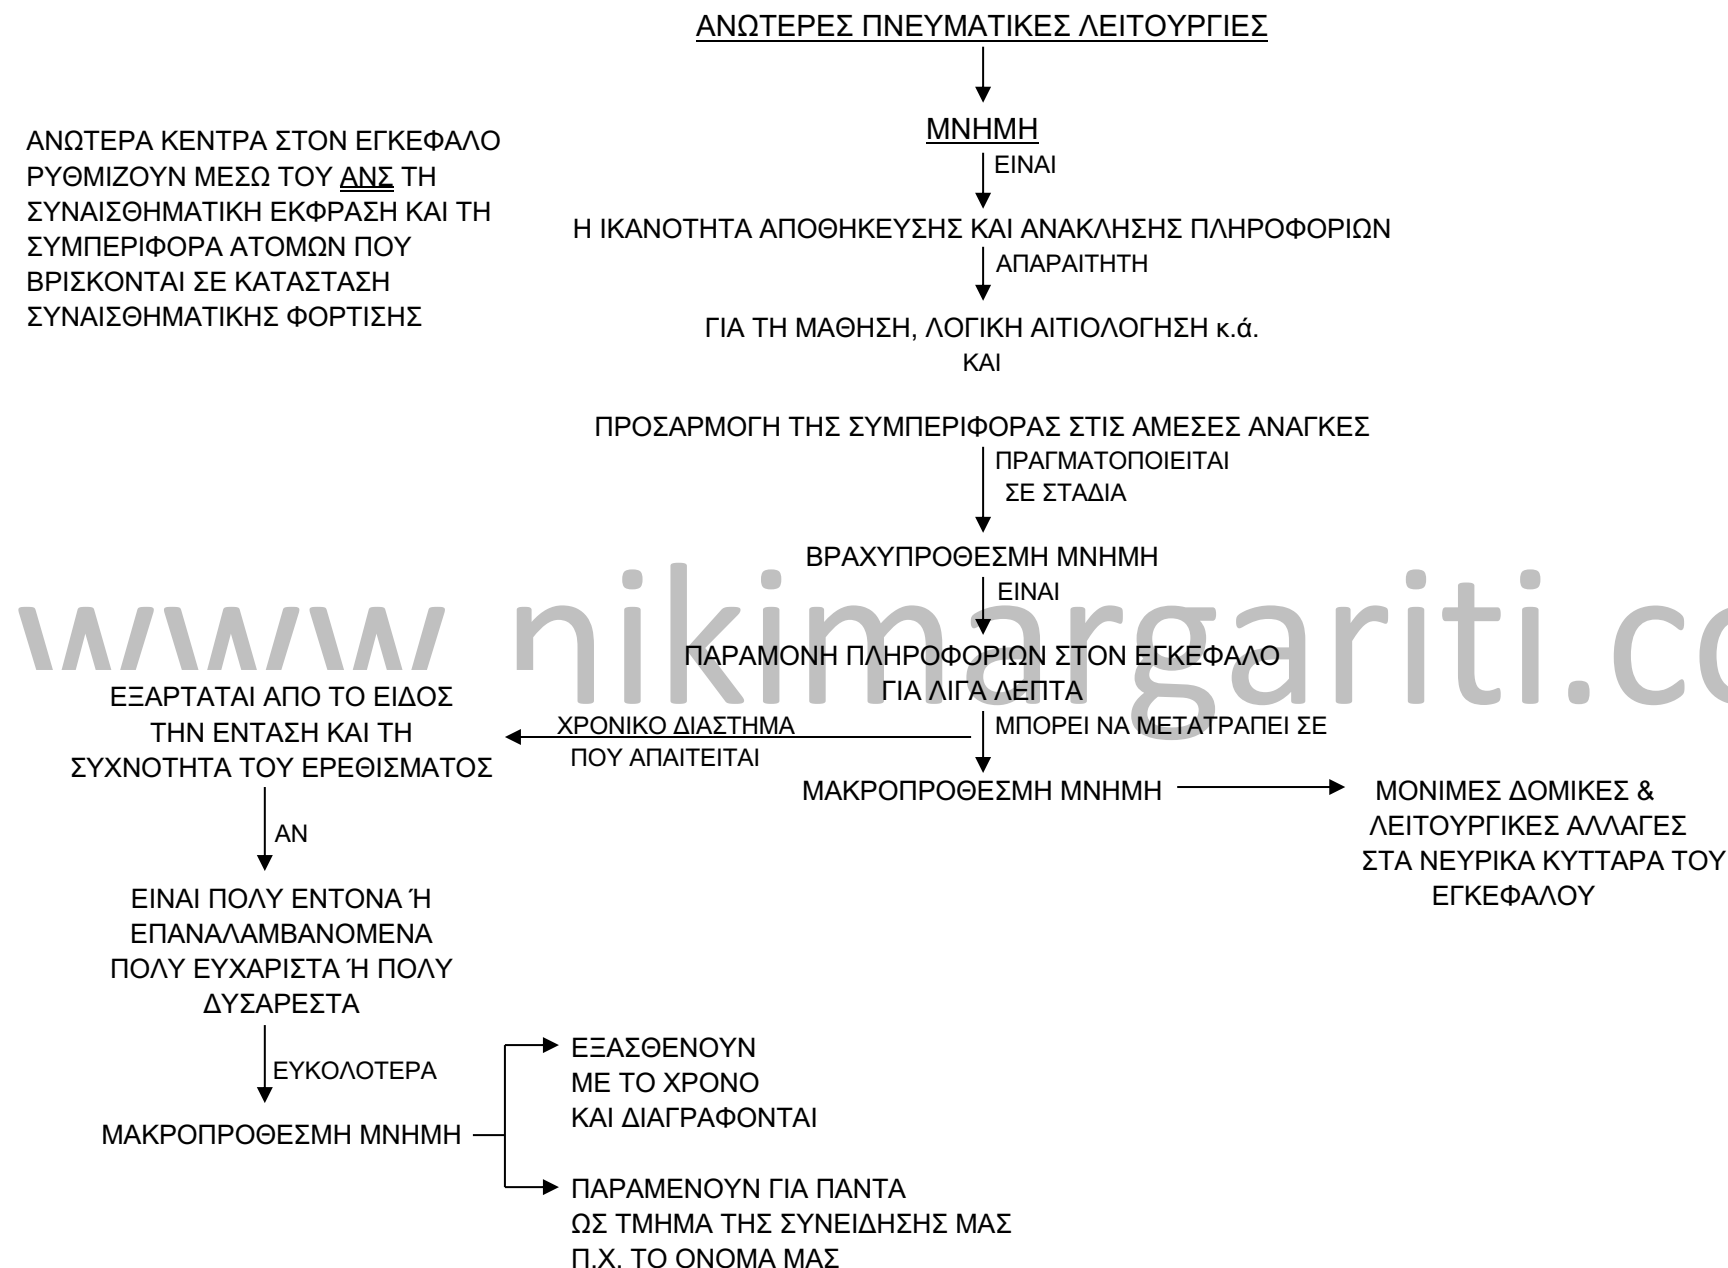 ΑΝΩΤΕΡΕΣ ΠΝΕΥΜΑΤΙΚΕΣ ΛΕΙΤΟΥΡΓΙΕΣ
ΑΝΩΤΕΡΑ ΚΕΝΤΡΑ ΣΤΟΝ ΕΓΚΕΦΑΛΟ
ΡΥΘΜΙΖΟΥΝ ΜΕΣΩ ΤΟΥ ΑΝΣ ΤΗ
ΣΥΝΑΙΣΘΗΜΑΤΙΚΗ ΕΚΦΡΑΣΗ ΚΑΙ ΤΗ
ΣΥΜΠΕΡΙΦΟΡΑ ΑΤΟΜΩΝ ΠΟΥ
ΒΡΙΣΚΟΝΤΑΙ ΣΕ ΚΑΤΑΣΤΑΣΗ
ΣΥΝΑΙΣΘΗΜΑΤΙΚΗΣ ΦΟΡΤΙΣΗΣ
ΜΝΗΜΗ
ΕΙΝΑΙ
Η ΙΚΑΝΟΤΗΤΑ ΑΠΟΘΗΚΕΥΣΗΣ ΚΑΙ ΑΝΑΚΛΗΣΗΣ ΠΛΗΡΟΦΟΡΙΩΝ
ΑΠΑΡΑΙΤΗΤΗ
ΓΙΑ ΤΗ ΜΑΘΗΣΗ, ΛΟΓΙΚΗ ΑΙΤΙΟΛΟΓΗΣΗ κ.ά.
ΚΑΙ
ΠΡΟΣΑΡΜΟΓΗ ΤΗΣ ΣΥΜΠΕΡΙΦΟΡΑΣ ΣΤΙΣ ΑΜΕΣΕΣ ΑΝΑΓΚΕΣ
ΠΡΑΓΜΑΤΟΠΟΙΕΙΤΑΙ
ΣΕ ΣΤΑΔΙΑ
ΒΡΑΧΥΠΡΟΘΕΣΜΗ ΜΝΗΜΗ
ΕΙΝΑΙ
www nikimargariti.co
ΠΑΡΑΜΟΝΗ ΠΛΗΡΟΦΟΡΙΩΝ ΣΤΟΝ ΕΓΚΕΦΑΛΟ
ΓΙΑ ΛΙΓΑ ΛΕΠΤΑ
ΜΠΟΡΕΙ ΝΑ ΜΕΤΑΤΡΑΠΕΙ ΣΕ
ΧΡΟΝΙΚΟ ΔΙΑΣΤΗΜΑ
ΠΟΥ ΑΠΑΙΤΕΙΤΑΙ
ΜΑΚΡΟΠΡΟΘΕΣΜΗ ΜΝΗΜΗ
ΜΟΝΙΜΕΣ ΔΟΜΙΚΕΣ &
ΛΕΙΤΟΥΡΓΙΚΕΣ ΑΛΛΑΓΕΣ
ΣΤΑ ΝΕΥΡΙΚΑ ΚΥΤΤΑΡΑ ΤΟΥ
ΕΓΚΕΦΑΛΟΥ
ΕΞΑΡΤΑΤΑΙ ΑΠΟ ΤΟ ΕΙΔΟΣ
ΤΗΝ ΕΝΤΑΣΗ ΚΑΙ ΤΗ
ΣΥΧΝΟΤΗΤΑ ΤΟΥ ΕΡΕΘΙΣΜΑΤΟΣ
ΑΝ
ΕΙΝΑΙ ΠΟΛΥ ΕΝΤΟΝΑ Ή
ΕΠΑΝΑΛΑΜΒΑΝΟΜΕΝΑ
ΠΟΛΥ ΕΥΧΑΡΙΣΤΑ Ή ΠΟΛΥ
ΔΥΣΑΡΕΣΤΑ
ΕΥΚΟΛΟΤΕΡΑ
ΜΑΚΡΟΠΡΟΘΕΣΜΗ ΜΝΗΜΗ
ΕΞΑΣΘΕΝΟΥΝ
ΜΕ ΤΟ ΧΡΟΝΟ
ΚΑΙ ΔΙΑΓΡΑΦΟΝΤΑΙ
ΠΑΡΑΜΕΝΟΥΝ ΓΙΑ ΠΑΝΤΑ
ΩΣ ΤΜΗΜΑ ΤΗΣ ΣΥΝΕΙΔΗΣΗΣ ΜΑΣ
Π.Χ. ΤΟ ΟΝΟΜΑ ΜΑΣ